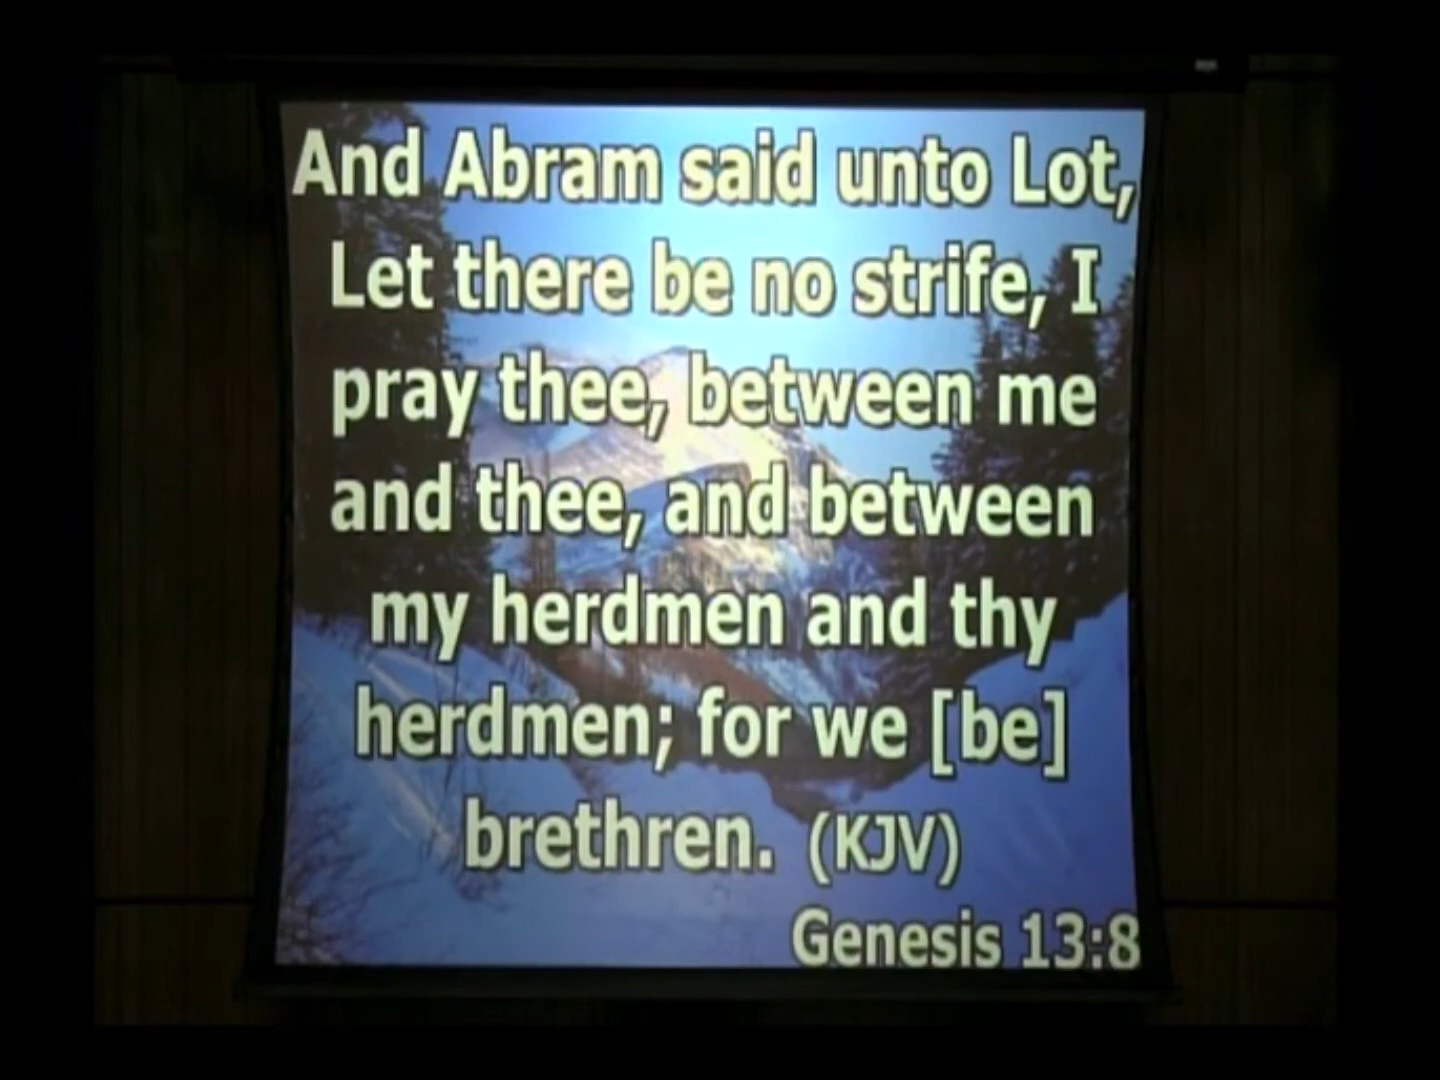 And Abram said unto Lot,
Let there be no strife, I
pray thee, between me
and thee, and between
my herdmen and thy
herdmen; for we [be]
brethren. (KJV)
Genesis 13:8